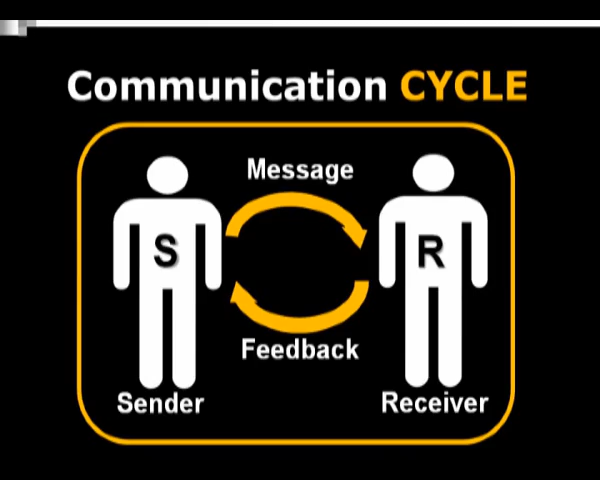 Communication CYCLE
Message
S
R
Feedback
Sender
Receiver